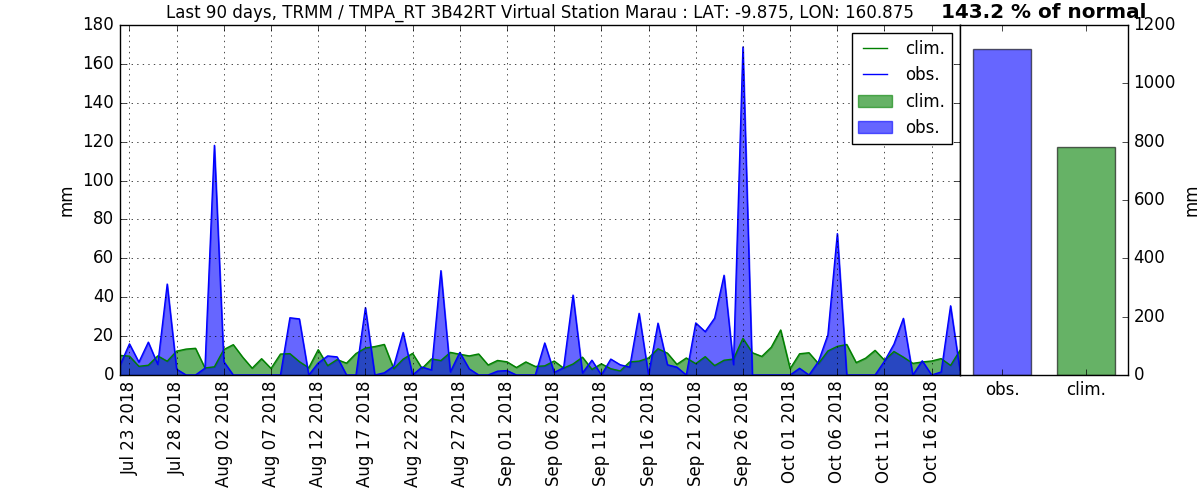 Last 90 days, TRMM / TMPA_RT 3B42RT Virtual Station Marau : LAT: -9.875, LON: 160.875
143.2 % of normal
mm
180
160
140
120
100
80
60
40
20
0
clim.
obs.
clim.
obs.
1200
1000
800
600
400
200
0
mm
Jul 23 2018
Jul 28 2018
Aug 02 2018
Aug 07 2018
Aug 12 2018
Aug 17 2018
Aug 22 2018
Aug 27 2018
Sep 01 2018
Sep 06 2018
Sep 11 2018
Sep 16 2018
Sep 21 2018
Sep 26 2018
Oct 01 2018
Oct 06 2018
Oct 11 2018
Oct 16 2018
obs.
clim.